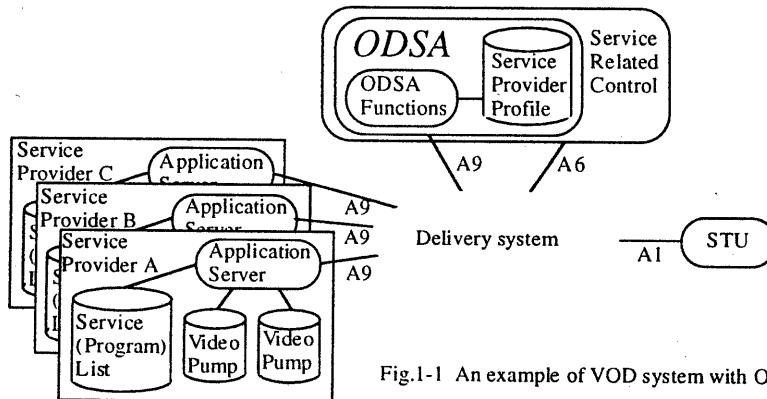 ODSA
Service
Related
Control
ODSA
Functions
Service
Provider
Profile
A9
A6
Service
Provider C
Application
Server
A9
Service
Provider B
Application
Server
A9
Service
Provider A
Application
Server
A9
Service
(Program)
List
Video
Pump
Video
Pump
S
(
L
S
(
L
Delivery system
A1
STU
Fig.1-1 An example of VOD system with O